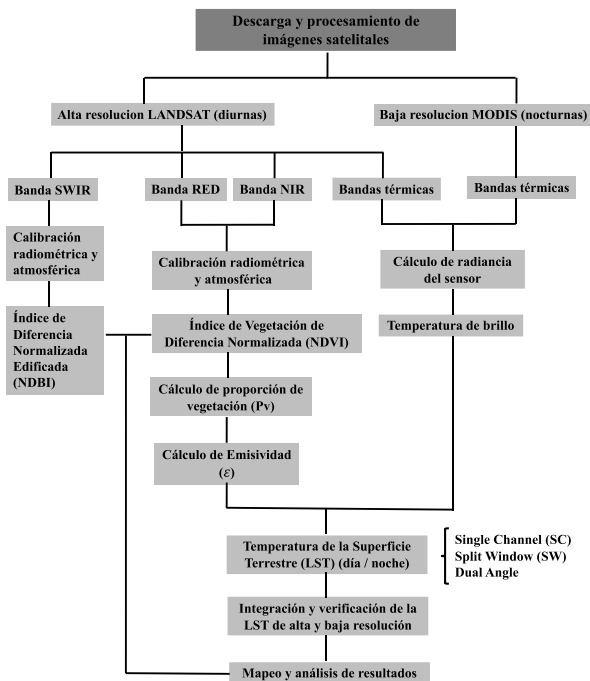 Descarga y procesamiento de
imágenes satelitales
Alta resolucion LANDSAT (diurnas)
Baja resolucion MODIS (nocturnas)
Banda SWIR
Banda RED
Banda NIR
Bandas térmicas
Bandas térmicas
Calibración
radiométrica y
atmosférica
Calibración radiométrica
y atmosférica
Cálculo de radiancia
del sensor
Índice de
Diferencia
Normalizada
Edificada
(NDBI)
Índice de Vegetación de
Diferencia Normalizada (NDVI)
Temperatura de brillo
Cálculo de proporción de
vegetación (Pv)
Cálculo de Emisividad
(ε)
Temperatura de la Superficie
Terrestre (LST) (día / noche)
Single Channel (SC)
Split Window (SW)
Dual Angle
Integración y verificación de la
LST de alta y baja resolución
Mapeo y análisis de resultados